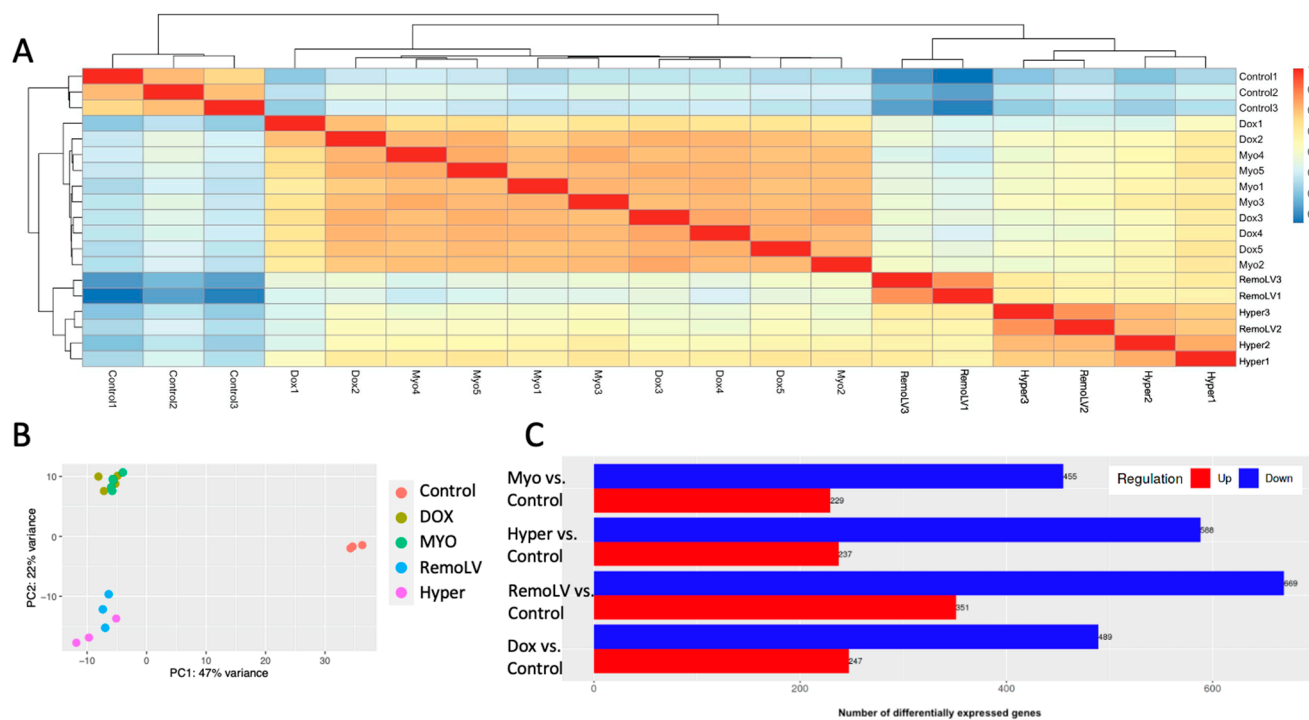 A
Control1
Control2
Control3
Dox1
Dox2
Myo4
Myo5
Myo1
Myo3
Dox3
Dox4
Dox5
Myo2
RemoLV3
RemoLV1
Hyper3
RemoLV2
Hyper2
Hyper1
Control1
Control2
Control3
Dox1
Dox2
Myo4
Myo5
Myo1
Myo3
Dox3
Dox4
Dox5
Myo2
RemoLV3
RemoLV1
Hyper3
RemoLV2
Hyper2
Hyper1
B
PC2: 22% variance
10
0
−10
−10
0
10
20
30
PC1: 47% variance
Control
DOX
MYO
RemoLV
Hyper
C
Myo vs.
Control
455
229
Hyper vs.
Control
588
237
RemoLV vs.
Control
669
351
Dox vs.
Control
489
247
Regulation Up Down
0
200
400
600
Number of differentially expressed genes